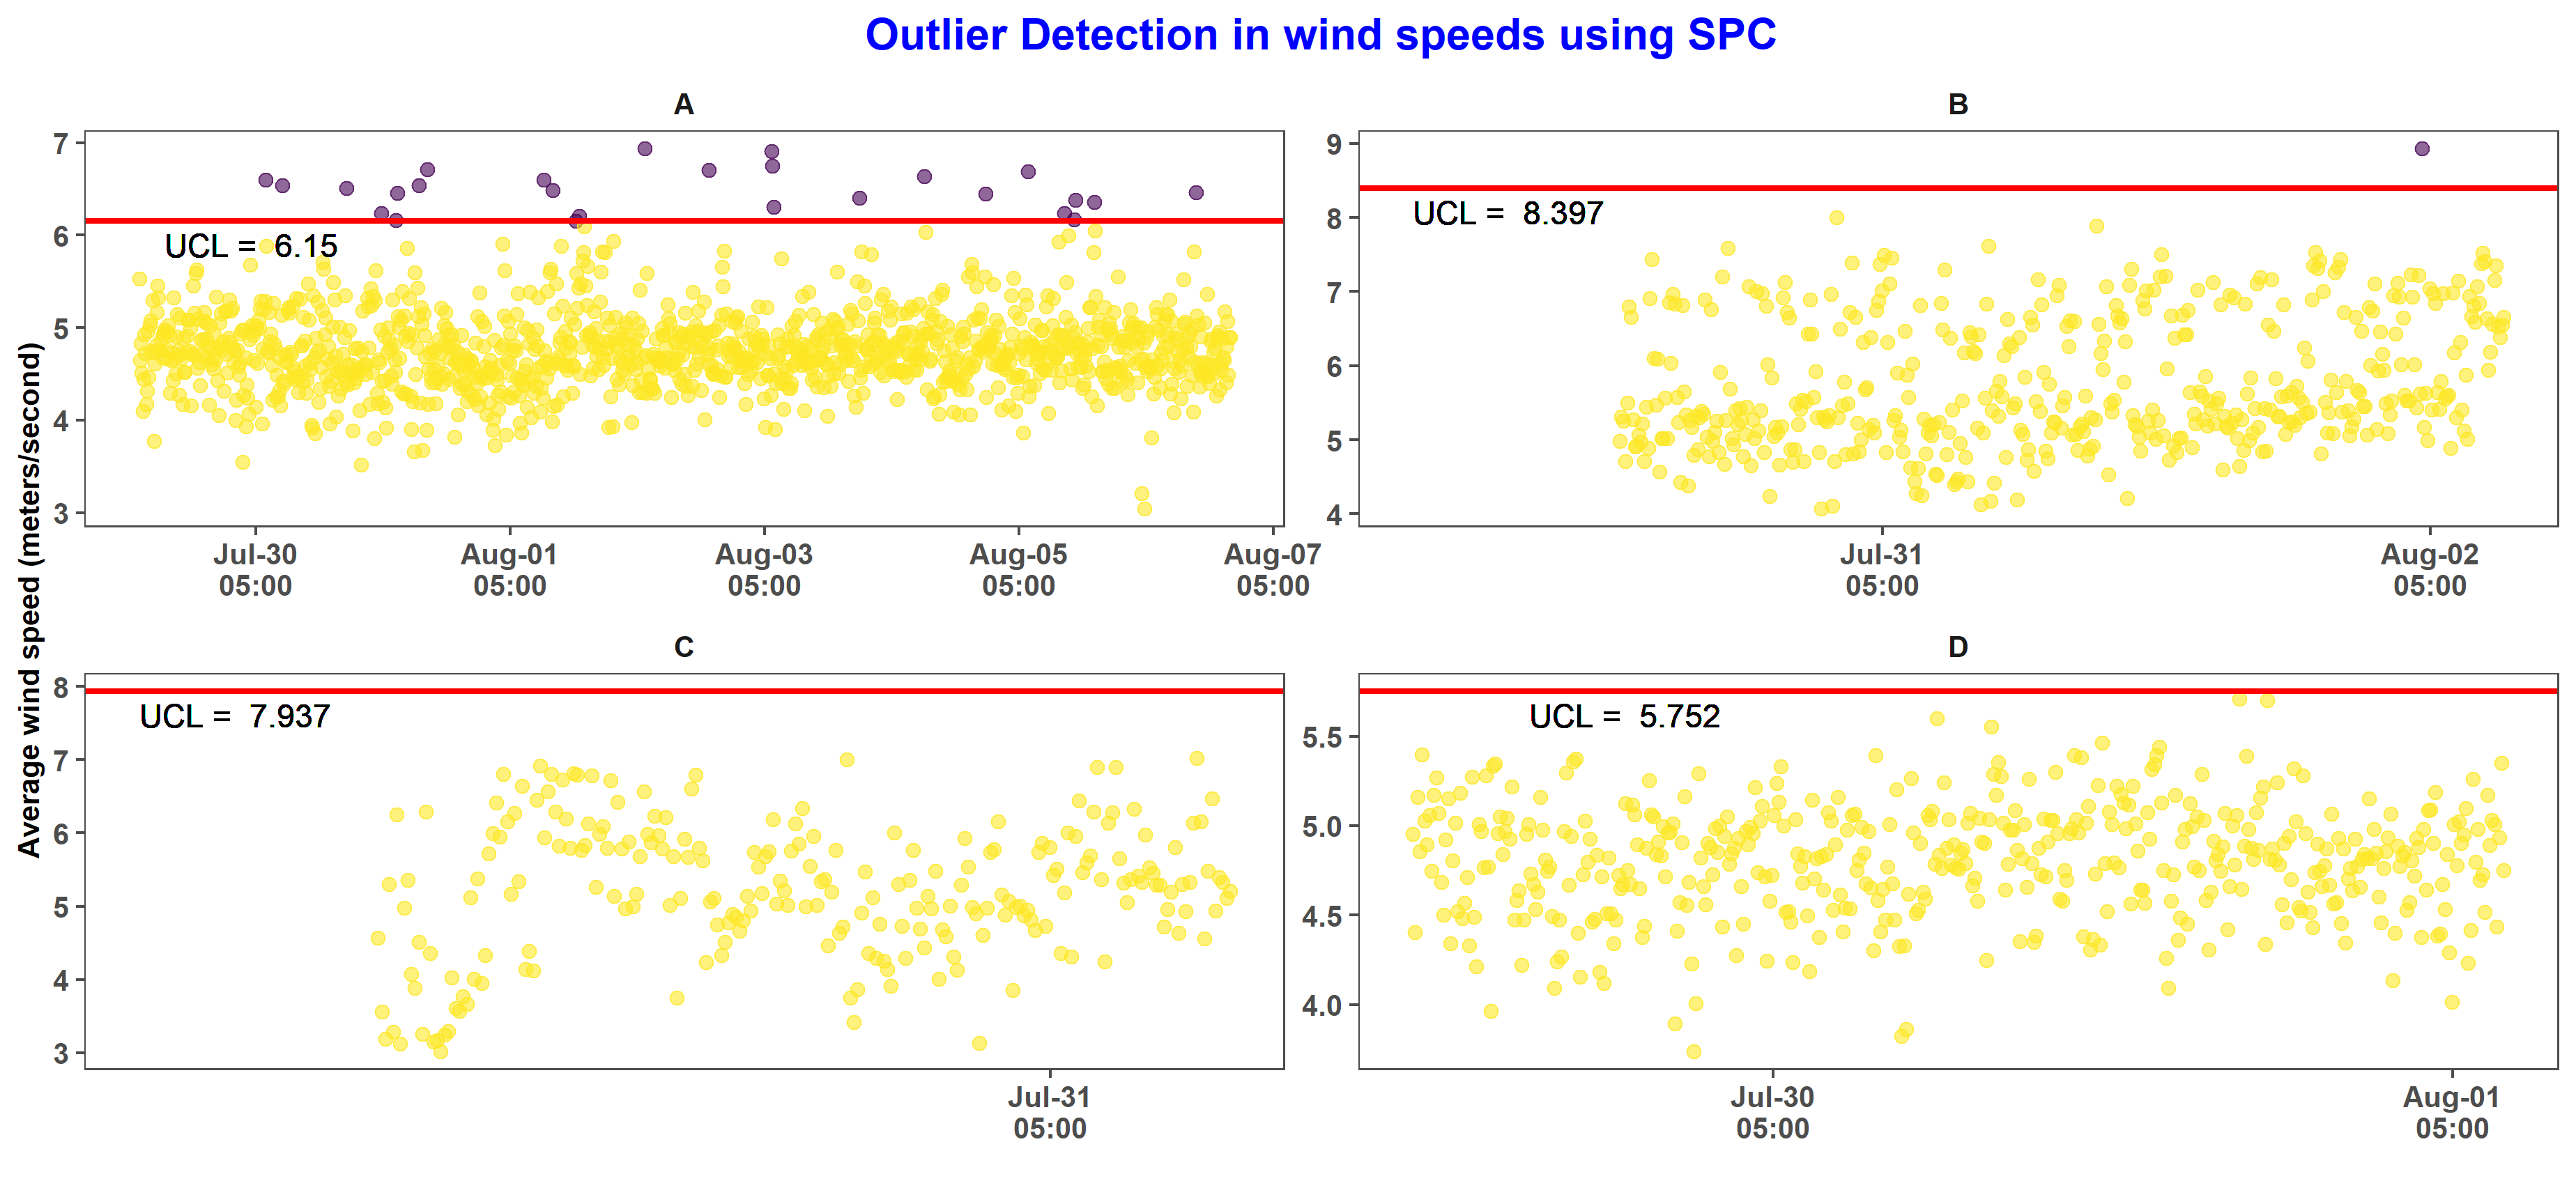 Outlier Detection in wind speeds using SPC
Average wind speed (meters/second)
A
7
6
5
4
3
UCL = 6.15
Jul-30 05:00
Aug-01 05:00
Aug-03 05:00
Aug-05 05:00
Aug-07 05:00
B
9
8
7
6
5
4
UCL = 8.397
Jul-31 05:00
Aug-02 05:00
C
8
7
6
5
4
3
UCL = 7.937
Jul-31 05:00
D
5.5
5.0
4.5
4.0
UCL = 5.752
Jul-30 05:00
Aug-01 05:00